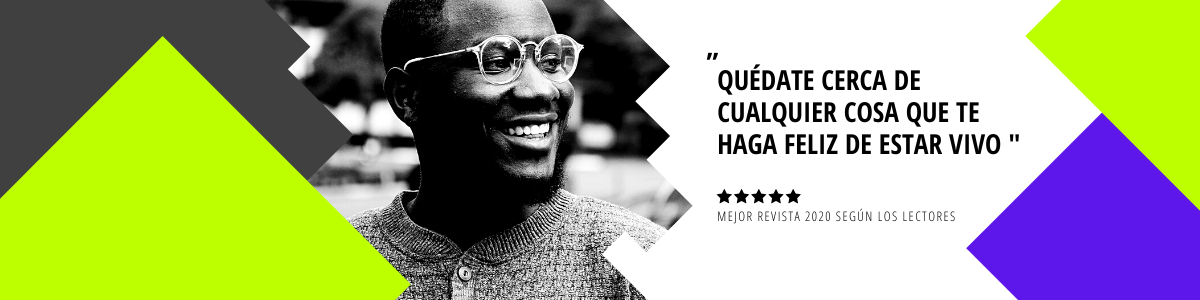 " QUÉDATE CERCA DE
CUALQUIER COSA QUE TE
HAGA FELIZ DE ESTAR VIVO "
MEJOR REVISTA 2020 SEGÚN LOS LECTORES